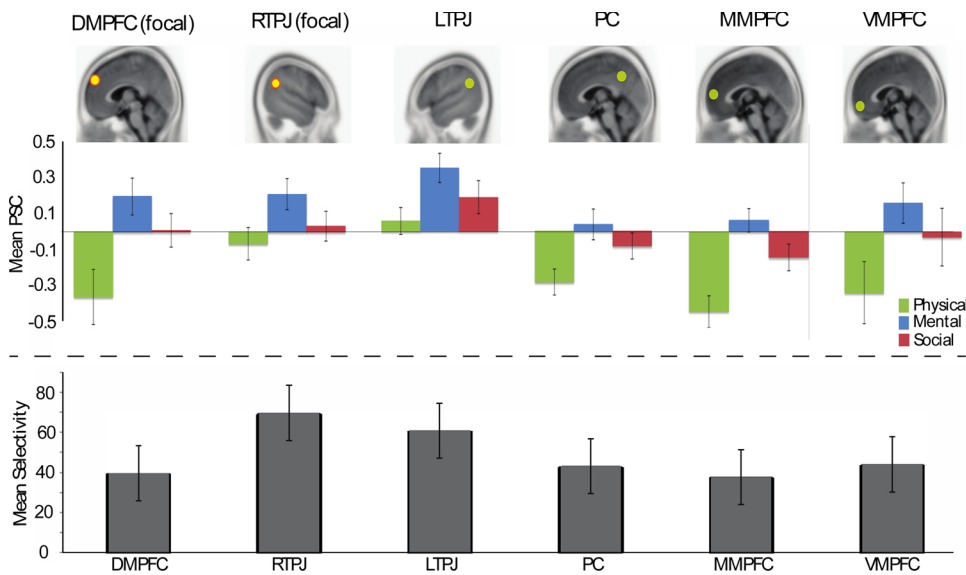 DMPFC (focal) RTPJ (focal) LTPJ PC MMPFC VMPFC
0.5
0.3
0.1
-0.1
-0.3
-0.5
Mean PSC
Physical
Mental
Social
80
60
40
20
0
Mean Selectivity
DMPFC RTPJ LTPJ PC MMPFC VMPFC